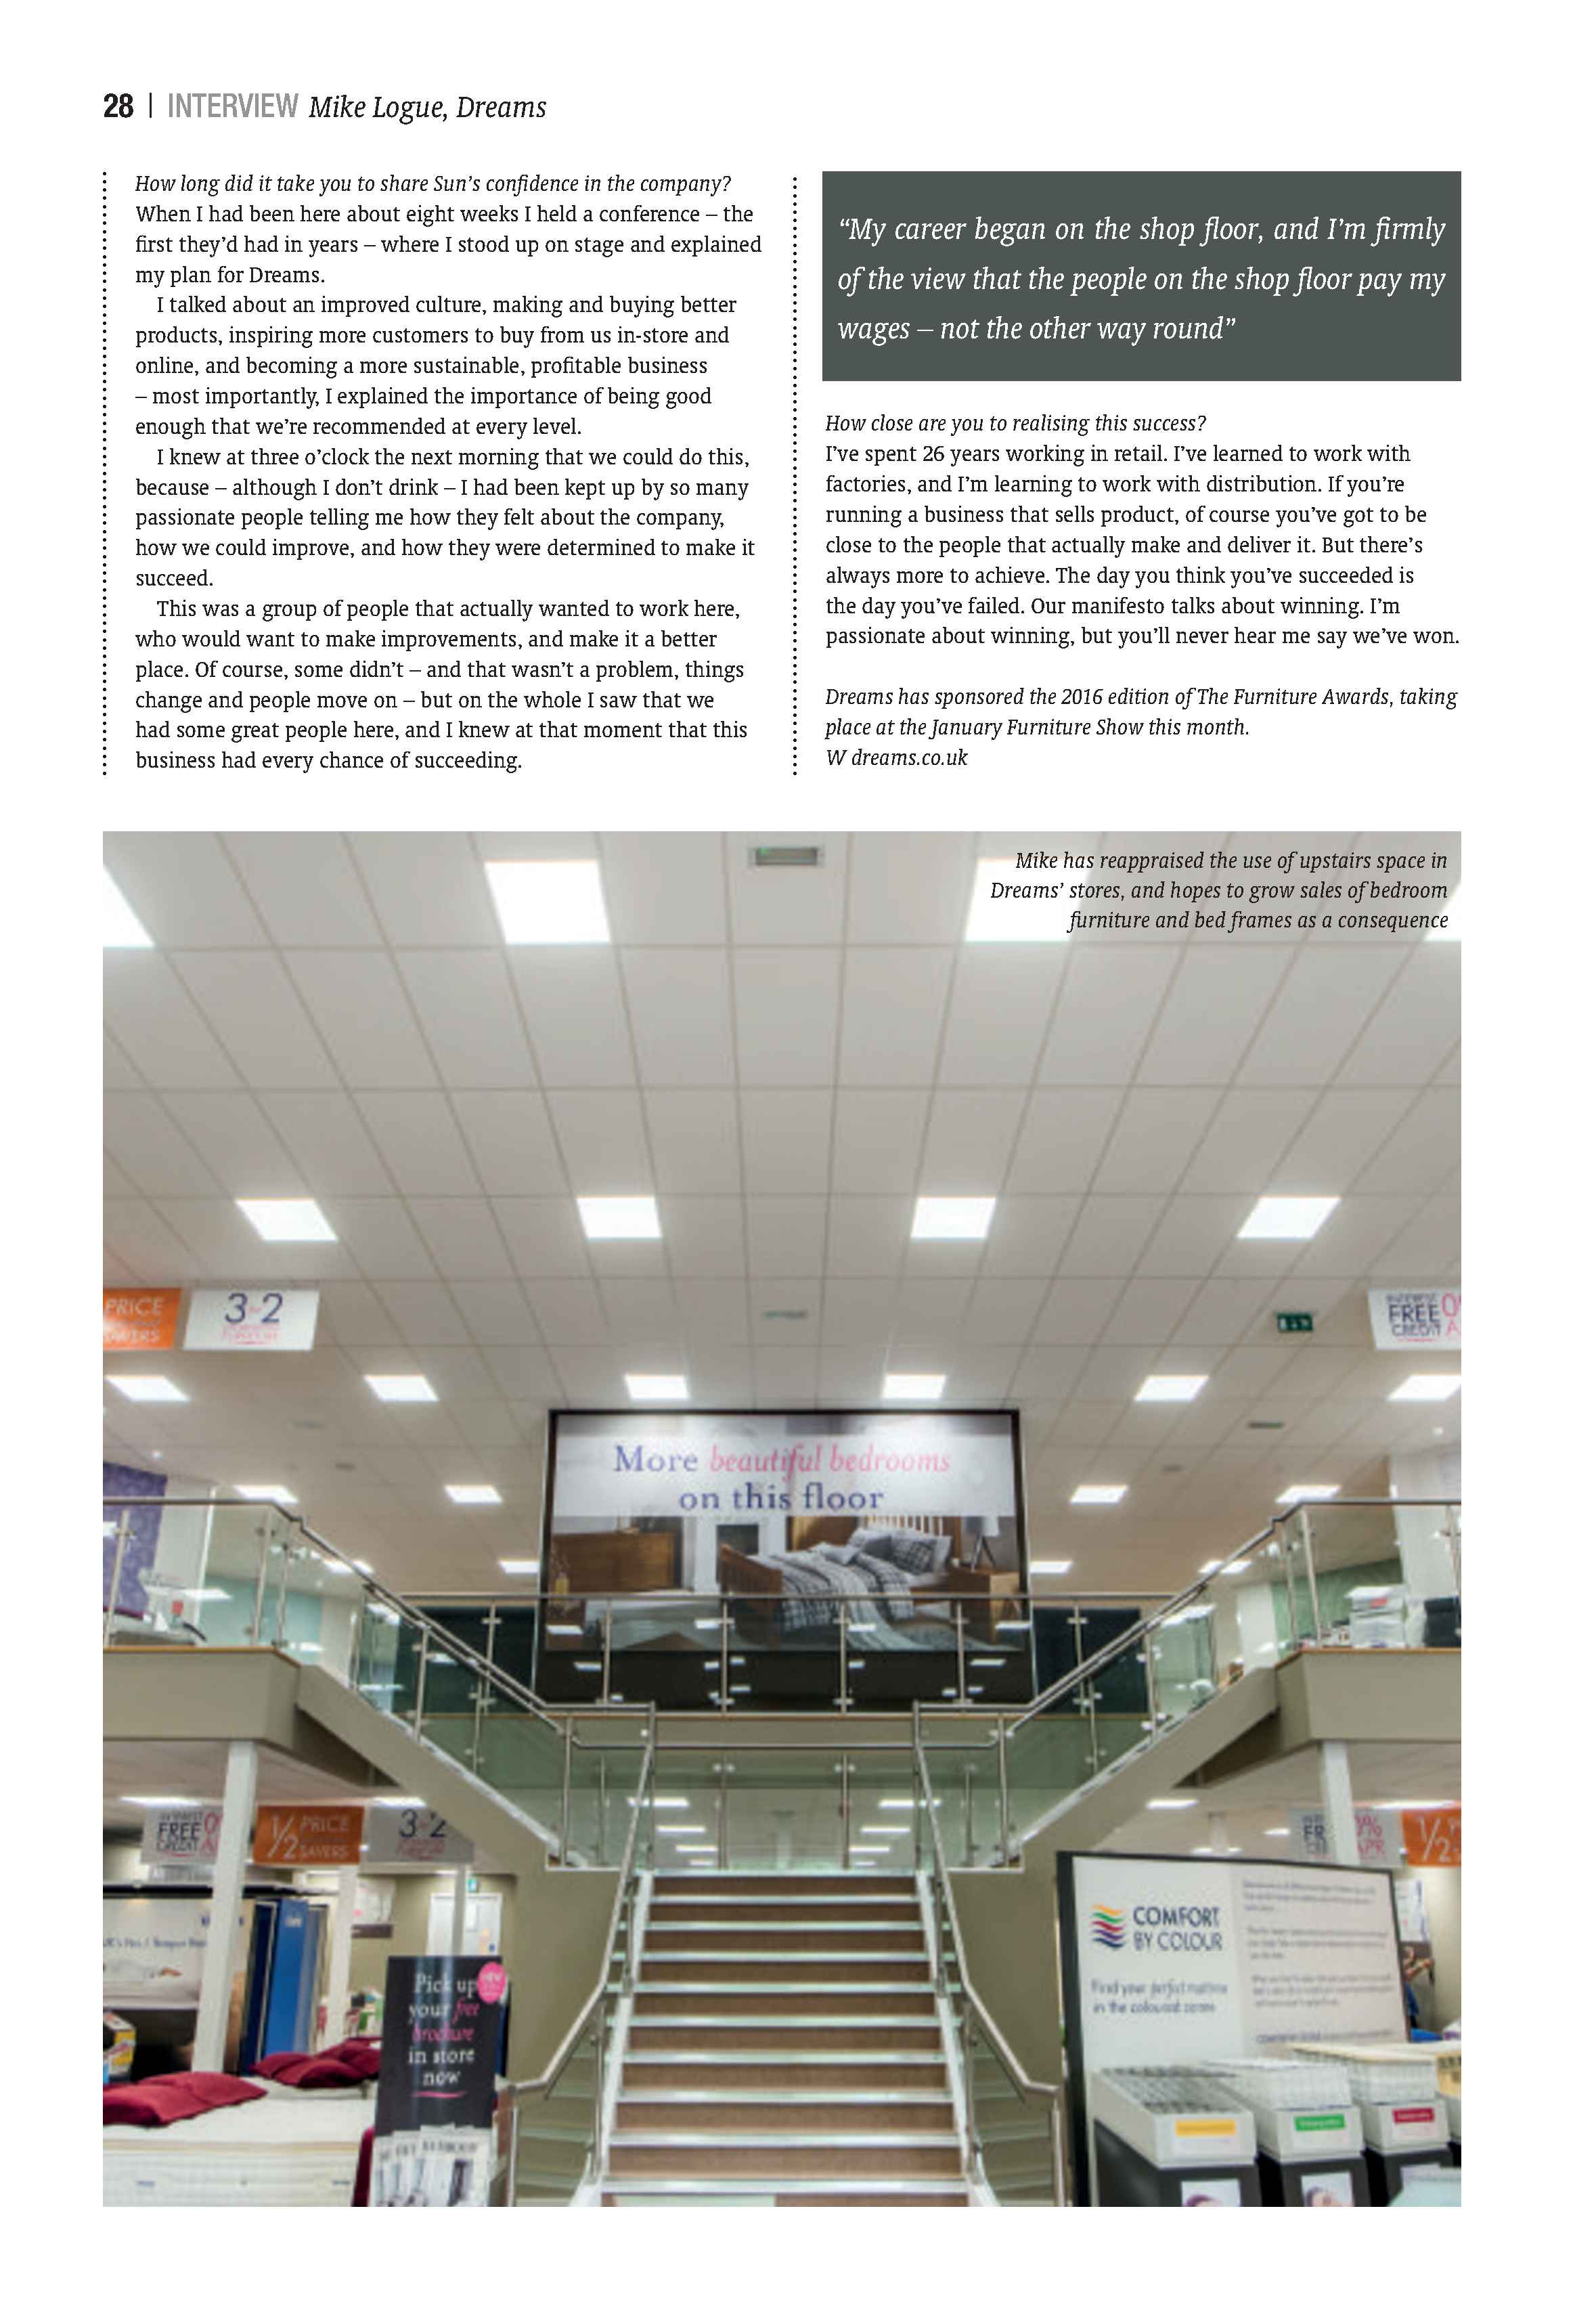 28 | INTERVIEW Mike Logue, Dreams
How long did it take you to share Sun’s confidence in the company?
When I had been here about eight weeks I held a conference – the
first they’d had in years – where I stood up on stage and explained
my plan for Dreams.
I talked about an improved culture, making and buying better
products, inspiring more customers to buy from us in-store and
online, and becoming a more sustainable, profitable business
– most importantly, I explained the importance of being good
enough that we’re recommended at every level.
I knew at three o’clock the next morning that we could do this,
because – although I don’t drink – I had been kept up by so many
passionate people telling me how they felt about the company,
how we could improve, and how they were determined to make it
succeed.
This was a group of people that actually wanted to work here,
who would want to make improvements, and make it a better
place. Of course, some didn’t – and that wasn’t a problem, things
change and people move on – but on the whole I saw that we
had some great people here, and I knew at that moment that this
business had every chance of succeeding.
“My career began on the shop floor, and I’m firmly
of the view that the people on the shop floor pay my
wages – not the other way round”
How close are you to realising this success?
I’ve spent 26 years working in retail. I’ve learned to work with
factories, and I’m learning to work with distribution. If you’re
running a business that sells product, of course you’ve got to be
close to the people that actually make and deliver it. But there’s
always more to achieve. The day you think you’ve succeeded is
the day you’ve failed. Our manifesto talks about winning. I’m
passionate about winning, but you’ll never hear me say we’ve won.
Dreams has sponsored the 2016 edition of The Furniture Awards, taking
place at the January Furniture Show this month.
W dreams.co.uk
Mike has reappraised the use of upstairs space in
Dreams’ stores, and hopes to grow sales of bedroom
furniture and bed frames as a consequence
PRICE
SAVERS
3 2
FREE 0
CREDIT A
More beautiful bedrooms
on this floor
FREE 0
CREDIT A
1/2 PRICE
SAVERS
3 2
FR
0%
APR
1/2
Pick up
your free
brochure
in store
now
COMFORT
BY COLOUR
Find your perfect mattress
in the coloured zones